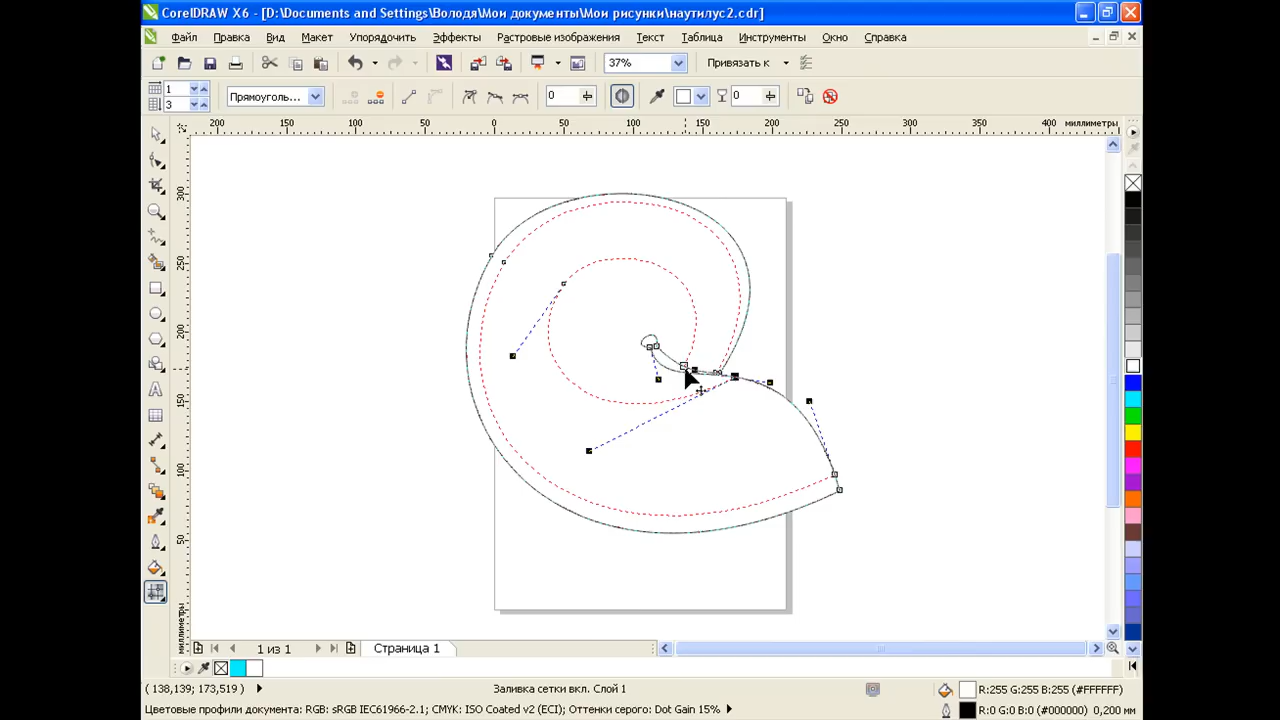 CorelDRAW X6 - [D:\Documents and Settings\Володя\Мои документы\Мои рисунки\наутилус2.cdr]
Файл Правка Вид Макет Упорядочить Эффекты Растровые изображения Текст Таблица Инструменты Окно Справка
37% Привязать к
1
3
Прямоуголь... 0 0
200 150 100 50 0 50 100 150 200 250 300 350 400 миллиметры
300
250
200
150
100
50
миллиметры
1 из 1 Страница 1
( 138,139; 173,519 ) Заливка сетки вкл. Слой 1 R:255 G:255 B:255 (#FFFFFF)
Цветовые профили документа: RGB: sRGB IEC61966-2.1; CMYK: ISO Coated v2 (ECI); Оттенки серого: Dot Gain 15% R:0 G:0 B:0 (#000000) 0,200 мм